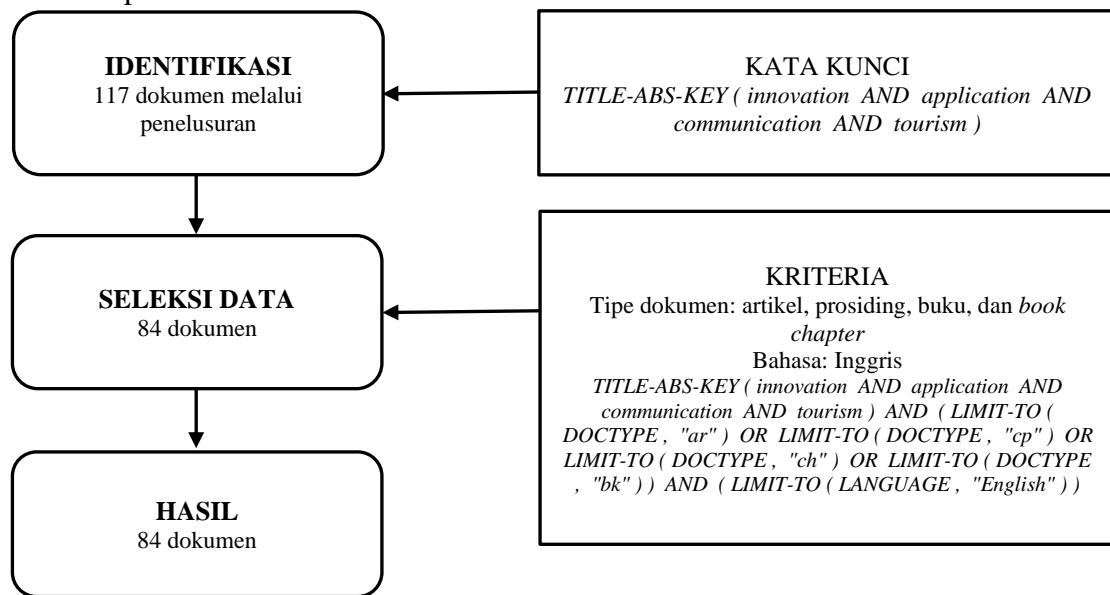 IDENTIFIKASI
117 dokumen melalui
penelusuran
KATA KUNCI
TITLE-ABS-KEY ( innovation AND application AND
communication AND tourism )
SELEKSI DATA
84 dokumen
KRITERIA
Tipe dokumen: artikel, prosiding, buku, dan book
chapter
Bahasa: Inggris
TITLE-ABS-KEY ( innovation AND application AND
communication AND tourism ) AND ( LIMIT-TO (
DOCTYPE , "ar" ) OR LIMIT-TO ( DOCTYPE , "cp" ) OR
LIMIT-TO ( DOCTYPE , "ch" ) OR LIMIT-TO ( DOCTYPE
, "bk" ) ) AND ( LIMIT-TO ( LANGUAGE , "English" ) )
HASIL
84 dokumen